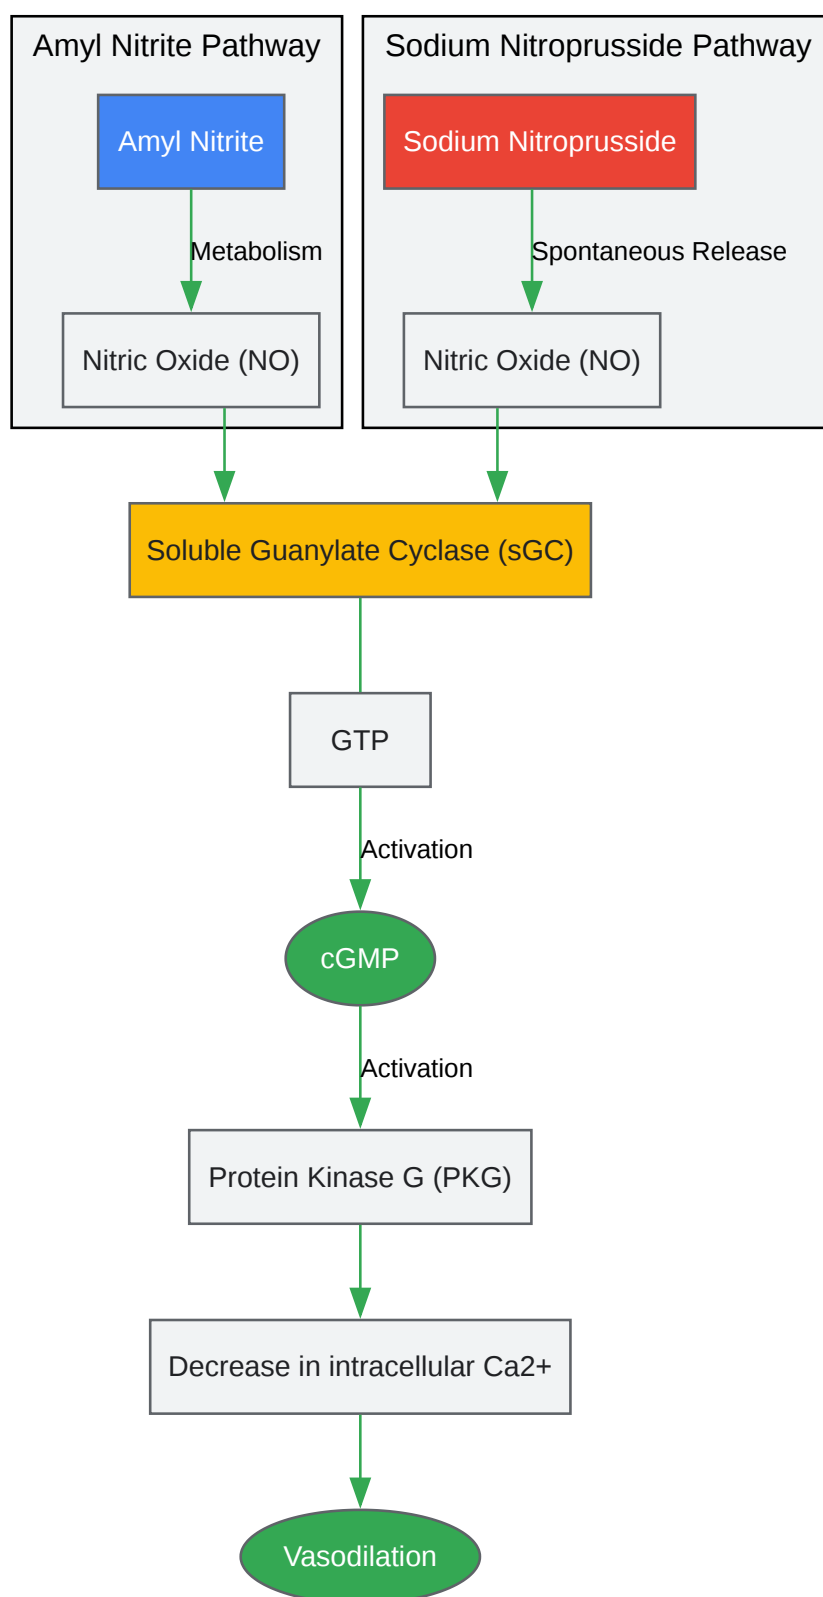 Amyl Nitrite Pathway
Sodium Nitroprusside Pathway
Amyl Nitrite
Sodium Nitroprusside
Metabolism
Spontaneous Release
Nitric Oxide (NO)
Nitric Oxide (NO)
Soluble Guanylate Cyclase (sGC)
GTP
Activation
cGMP
Activation
Protein Kinase G (PKG)
Decrease in intracellular Ca2+
Vasodilation